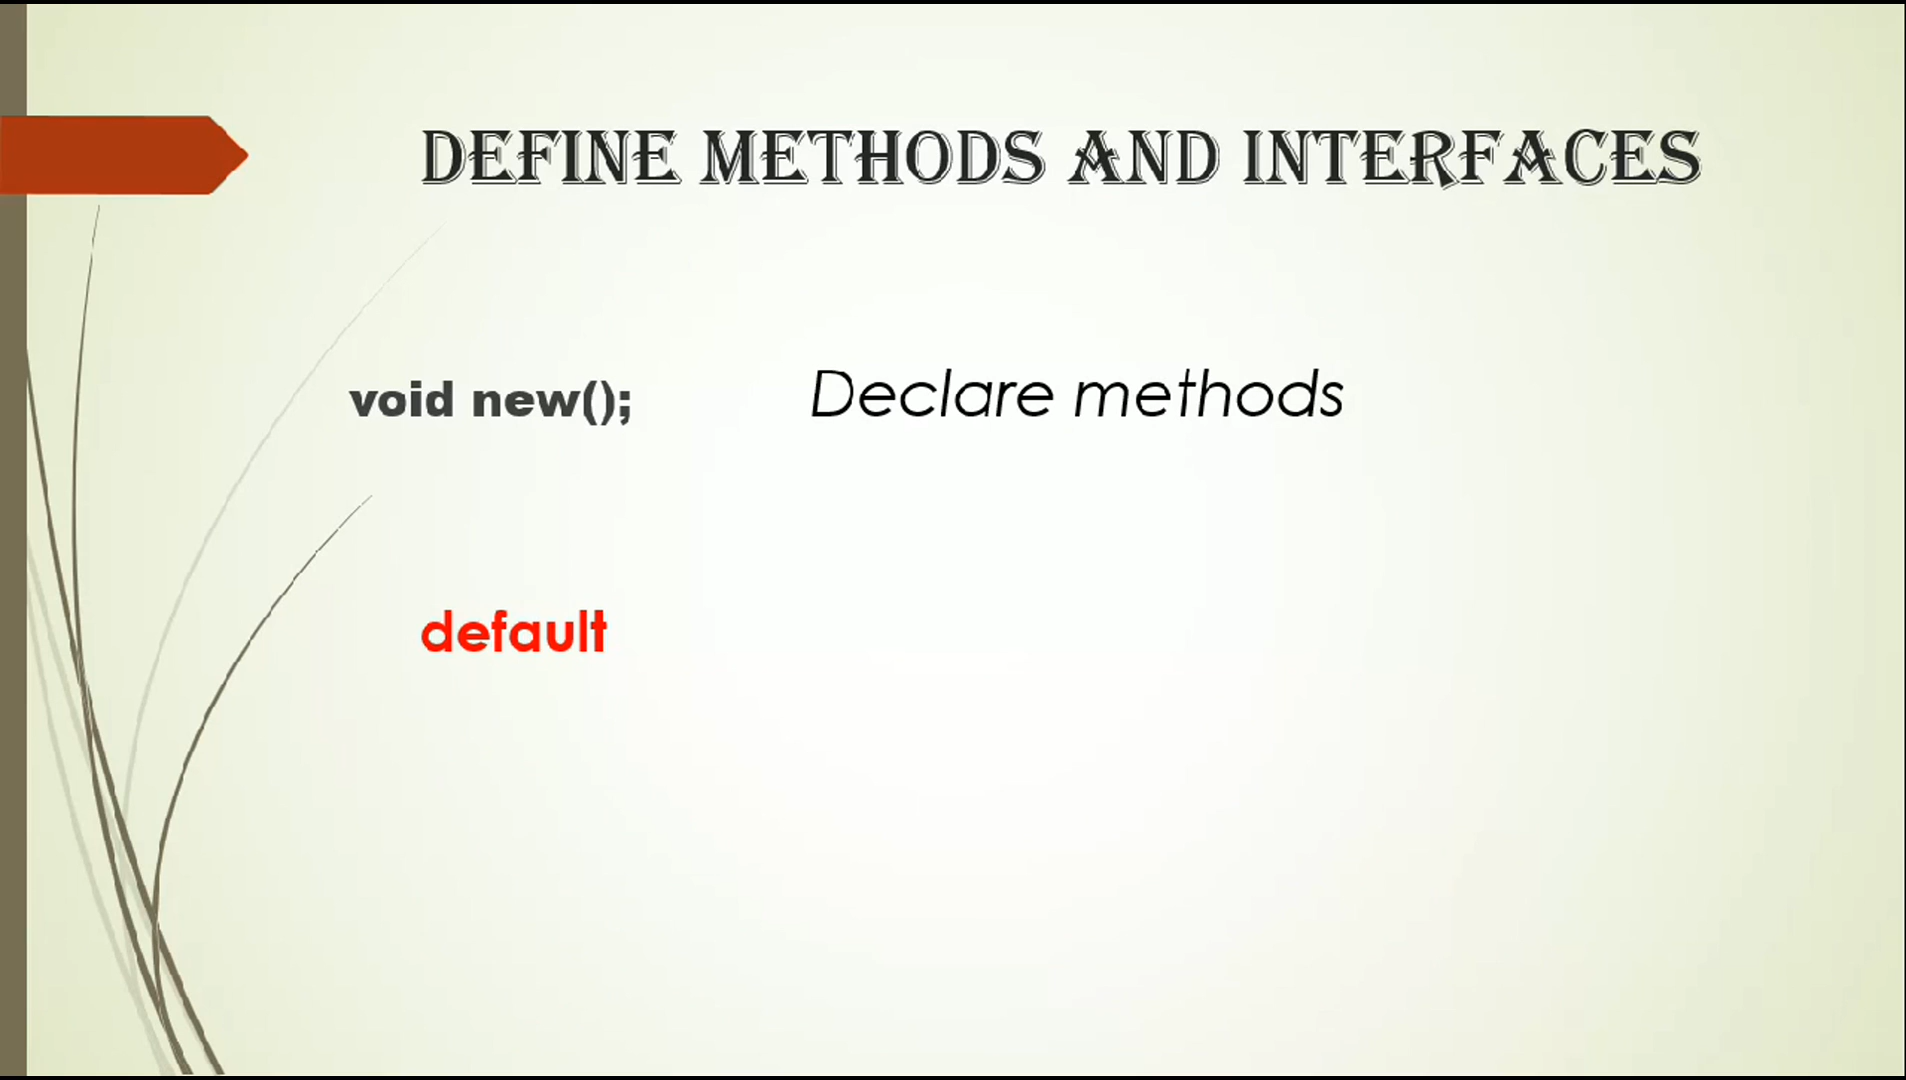 DEFINE METHODS AND INTERFACES
void new(); Declare methods
default